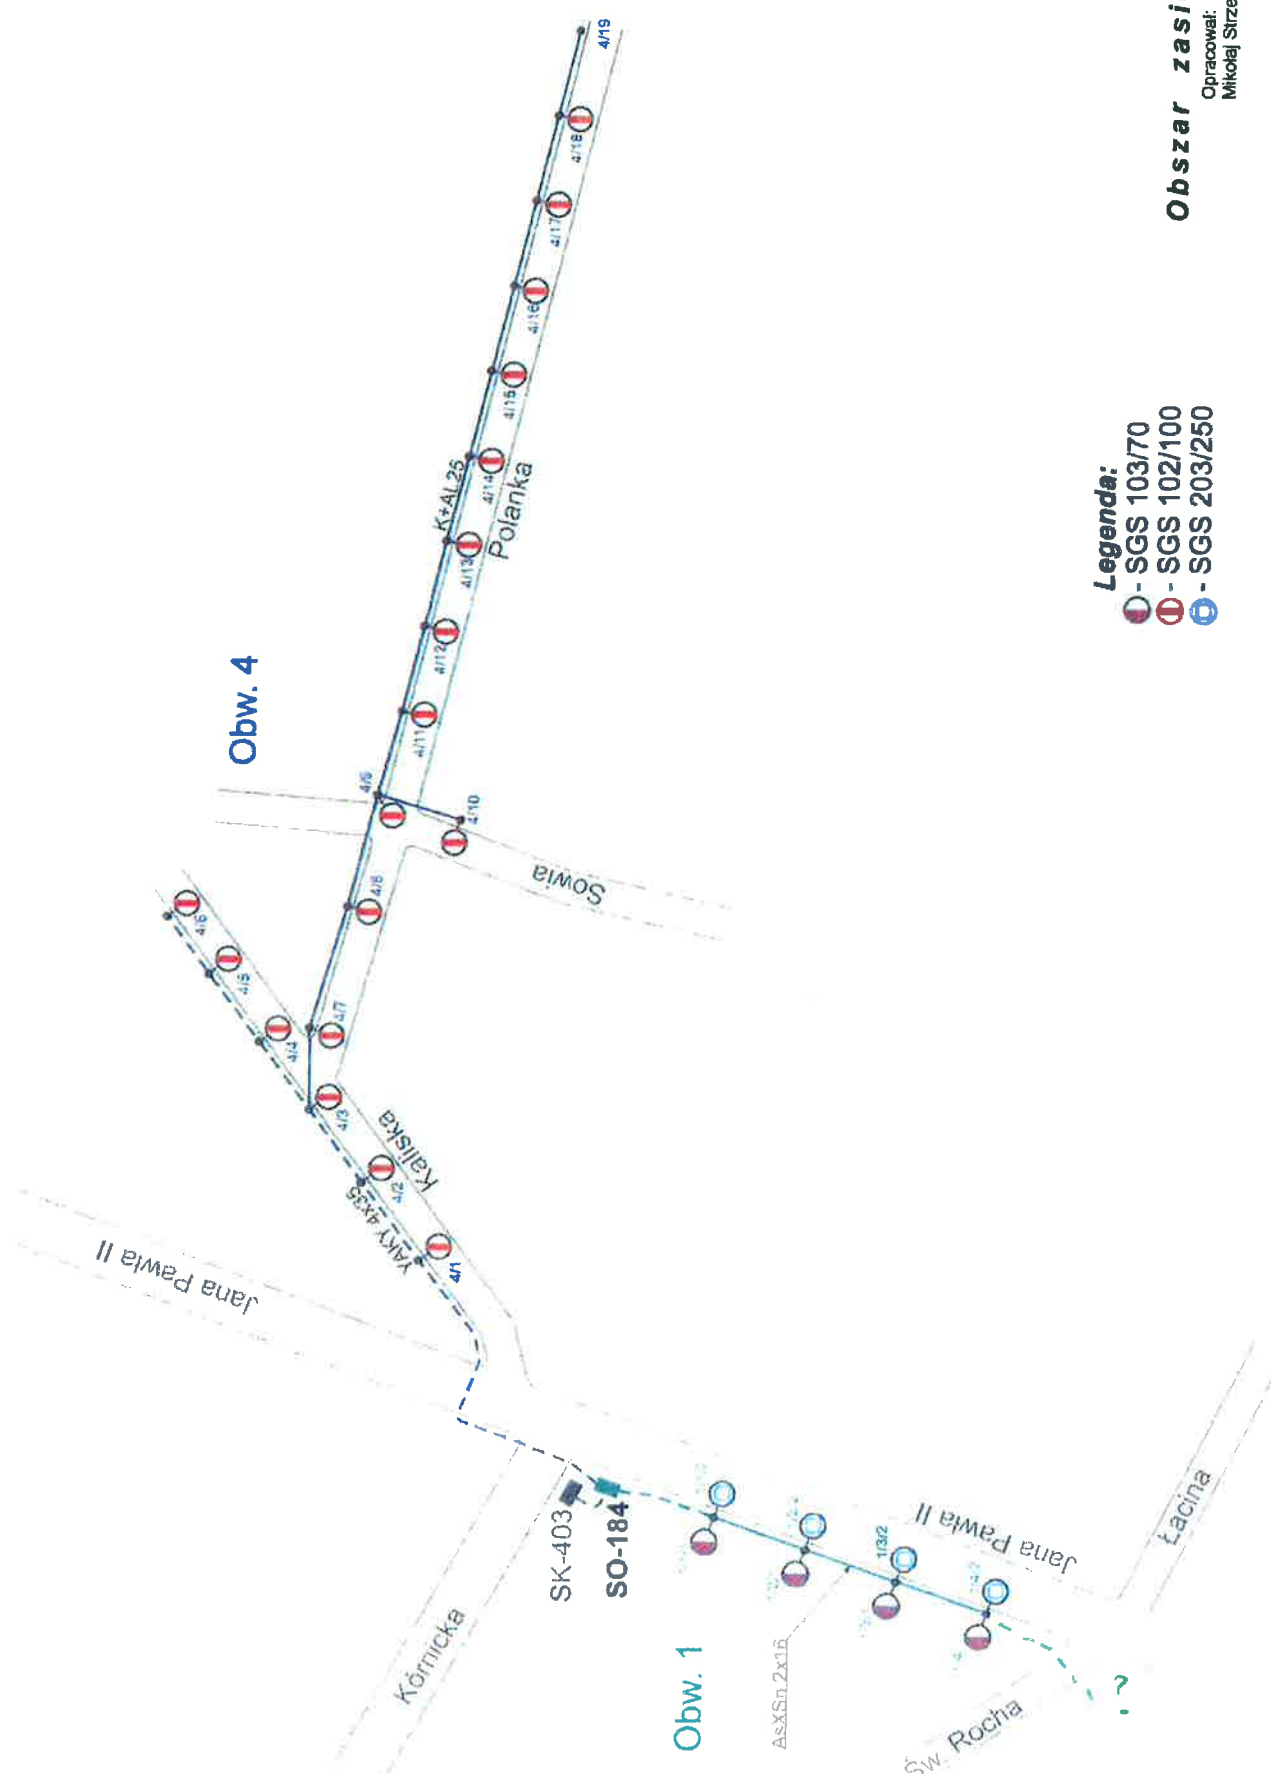 Obszar zasi
Opracował:
Mikołaj Strze
Obw. 4
4/19
4/18
4/17
4/16
4/15
4/14
4/13
4/12
4/11
4/9
4/10
4/8
4/7
4/6
4/5
4/4
4/3
4/2
4/1
K+AL25
Polanka
Sowia
Kaliska
YAKY 4x35
Jana Pawła II
SK-403
SO-184
Kórnicka
Obw. 1
AsXSn 2x16
1/3/2
Jana Pawła II
Łacina
Św. Rocha
?
Legenda:
- SGS 103/70
- SGS 102/100
- SGS 203/250